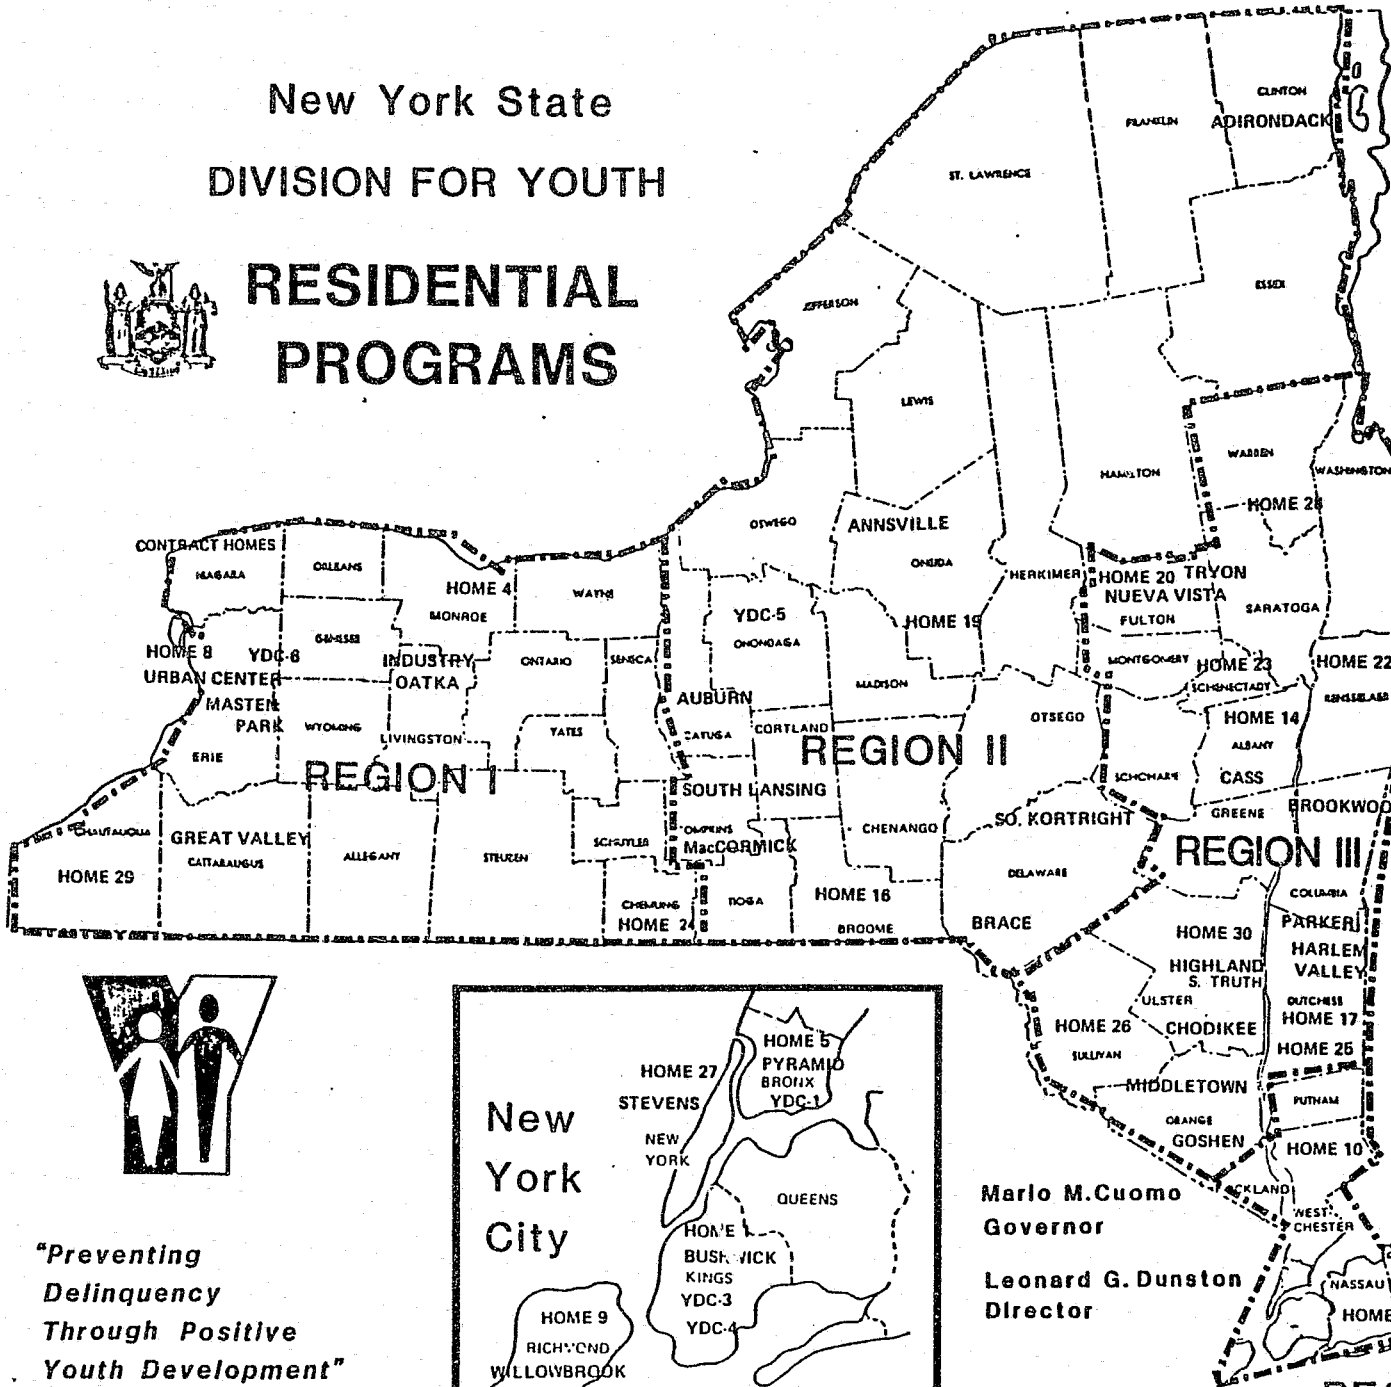 New York State
DIVISION FOR YOUTH
RESIDENTIAL
PROGRAMS
CLINTON
FRANKLIN
ADIRONDACK
ST. LAWRENCE
ESSEX
JEFFERSON
LEWIS
HAMILTON
WARREN
WASHINGTON
HOME 28
OSWEGO
ANNSVILLE
ONEIDA
HERKIMER
HOME 20
TRYON
NUEVA VISTA
FULTON
SARATOGA
CONTRACT HOMES
NIAGARA
ORLEANS
HOME 4
MONROE
WAYNE
YDC-5
ONONDAGA
HOME 19
MADISON
MONTGOMERY
HOME 23
SCHENECTADY
HOME 22
RENSSELAER
HOME 8
YDC-6
GENESEE
INDUSTRY
OATKA
ONTARIO
SENECA
URBAN CENTER
MASTEN
PARK
WYOMING
LIVINGSTON
YATES
AUBURN
CAYUGA
CORTLAND
OTSEGO
HOME 14
ALBANY
ERIE
REGION I
REGION II
SCHOHARIE
CASS
SOUTH LANSING
GREENE
BROOKWOO
CHAUTAUQUA
GREAT VALLEY
CATTARAUGUS
ALLEGANY
STEUBEN
SCHUYLER
OMPKINS
MacCORMICK
CHENANGO
SO. KORTRIGHT
REGION III
HOME 29
CHEMUNG
HOME 24
TIOGA
HOME 16
BROOME
DELAWARE
BRACE
COLUMBIA
PARKER
HOME 30
HARLEM
VALLEY
HIGHLAND
S. TRUTH
ULSTER
DUTCHESS
HOME 17
HOME 26
CHODIKEE
HOME 25
SULLIVAN
MIDDLETOWN
PUTNAM
ORANGE
GOSHEN
HOME 10
OCKLAND
WEST
CHESTER
NASSAU
HOME
New
York
City
HOME 27
STEVENS
NEW
YORK
HOME 5
PYRAMID
BRONX
YDC-1
QUEENS
HOME
BUSHWICK
KINGS
YDC-3
YDC-4
HOME 9
RICHMOND
WILLOWBROOK
Mario M.Cuomo
Governor
Leonard G. Dunston
Director
"Preventing
Delinquency
Through Positive
Youth Development"